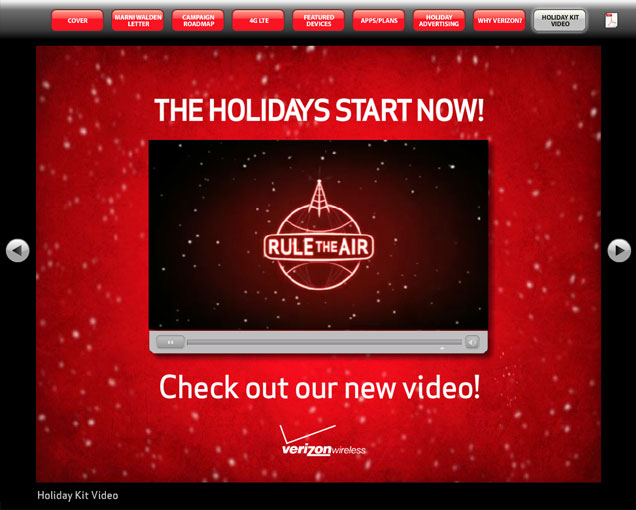 COVER
MARNI WALDEN
LETTER
CAMPAIGN
ROADMAP
4G LTE
FEATURED
DEVICES
APPS/PLANS
HOLIDAY
ADVERTISING
WHY VERIZON?
HOLIDAY KIT
VIDEO
THE HOLIDAYS START NOW!
RULE THE AIR
Check out our new video!
verizonwireless
Holiday Kit Video